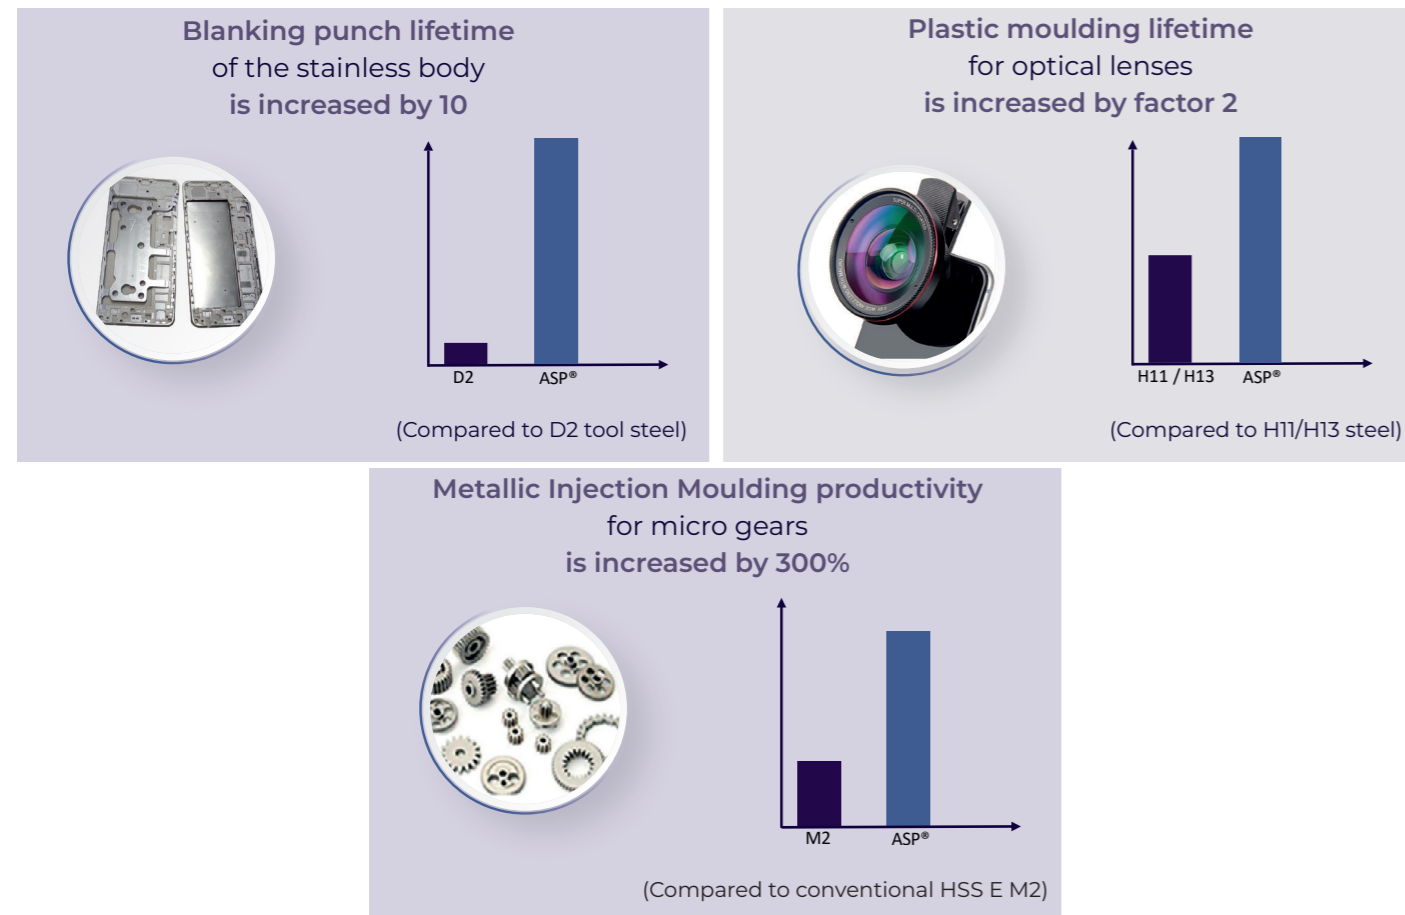 Blanking punch lifetime
of the stainless body
is increased by 10
D2
ASP®
(Compared to D2 tool steel)
Plastic moulding lifetime
for optical lenses
is increased by factor 2
H11 / H13
ASP®
(Compared to H11/H13 steel)
Metallic Injection Moulding productivity
for micro gears
is increased by 300%
M2
ASP®
(Compared to conventional HSS E M2)